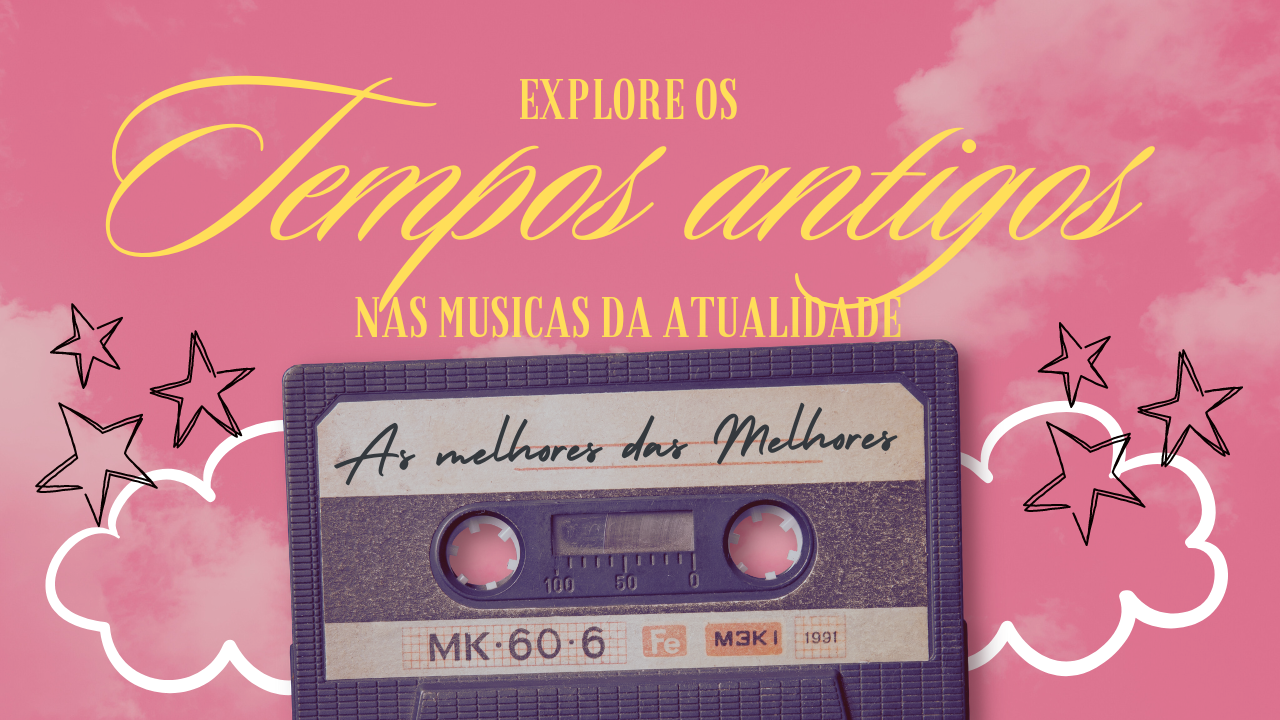 EXPLORE OS
Tempos antigos
NAS MUSICAS DA ATUALIDADE
As melhores das Melhores
100 50 0
MK·60·6 Fe МЭКІ 1991